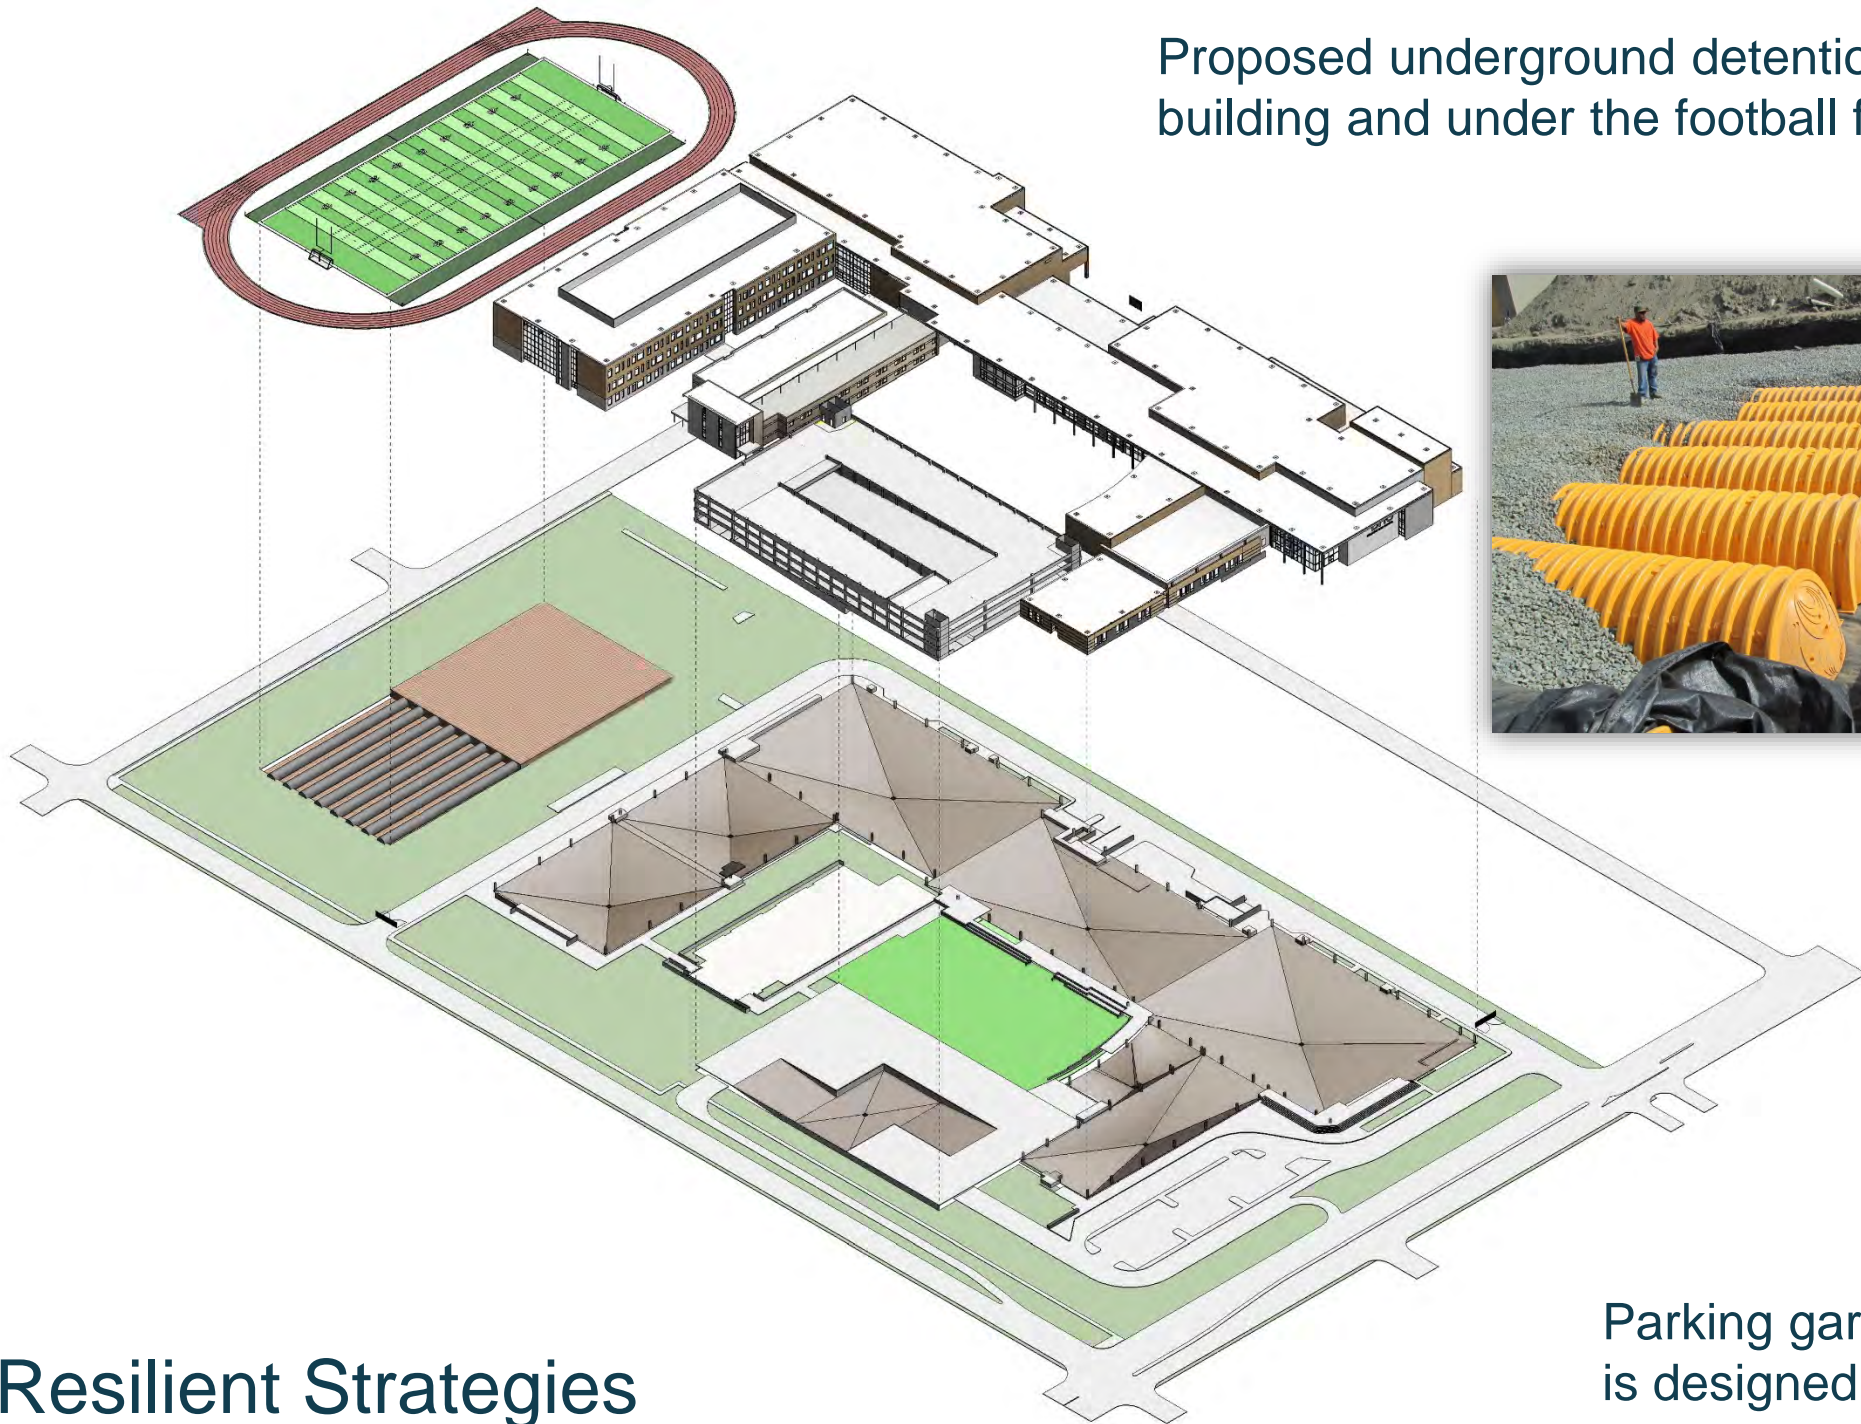 Proposed underground detentio
building and under the football f
Parking gar
is designed
Resilient Strategies